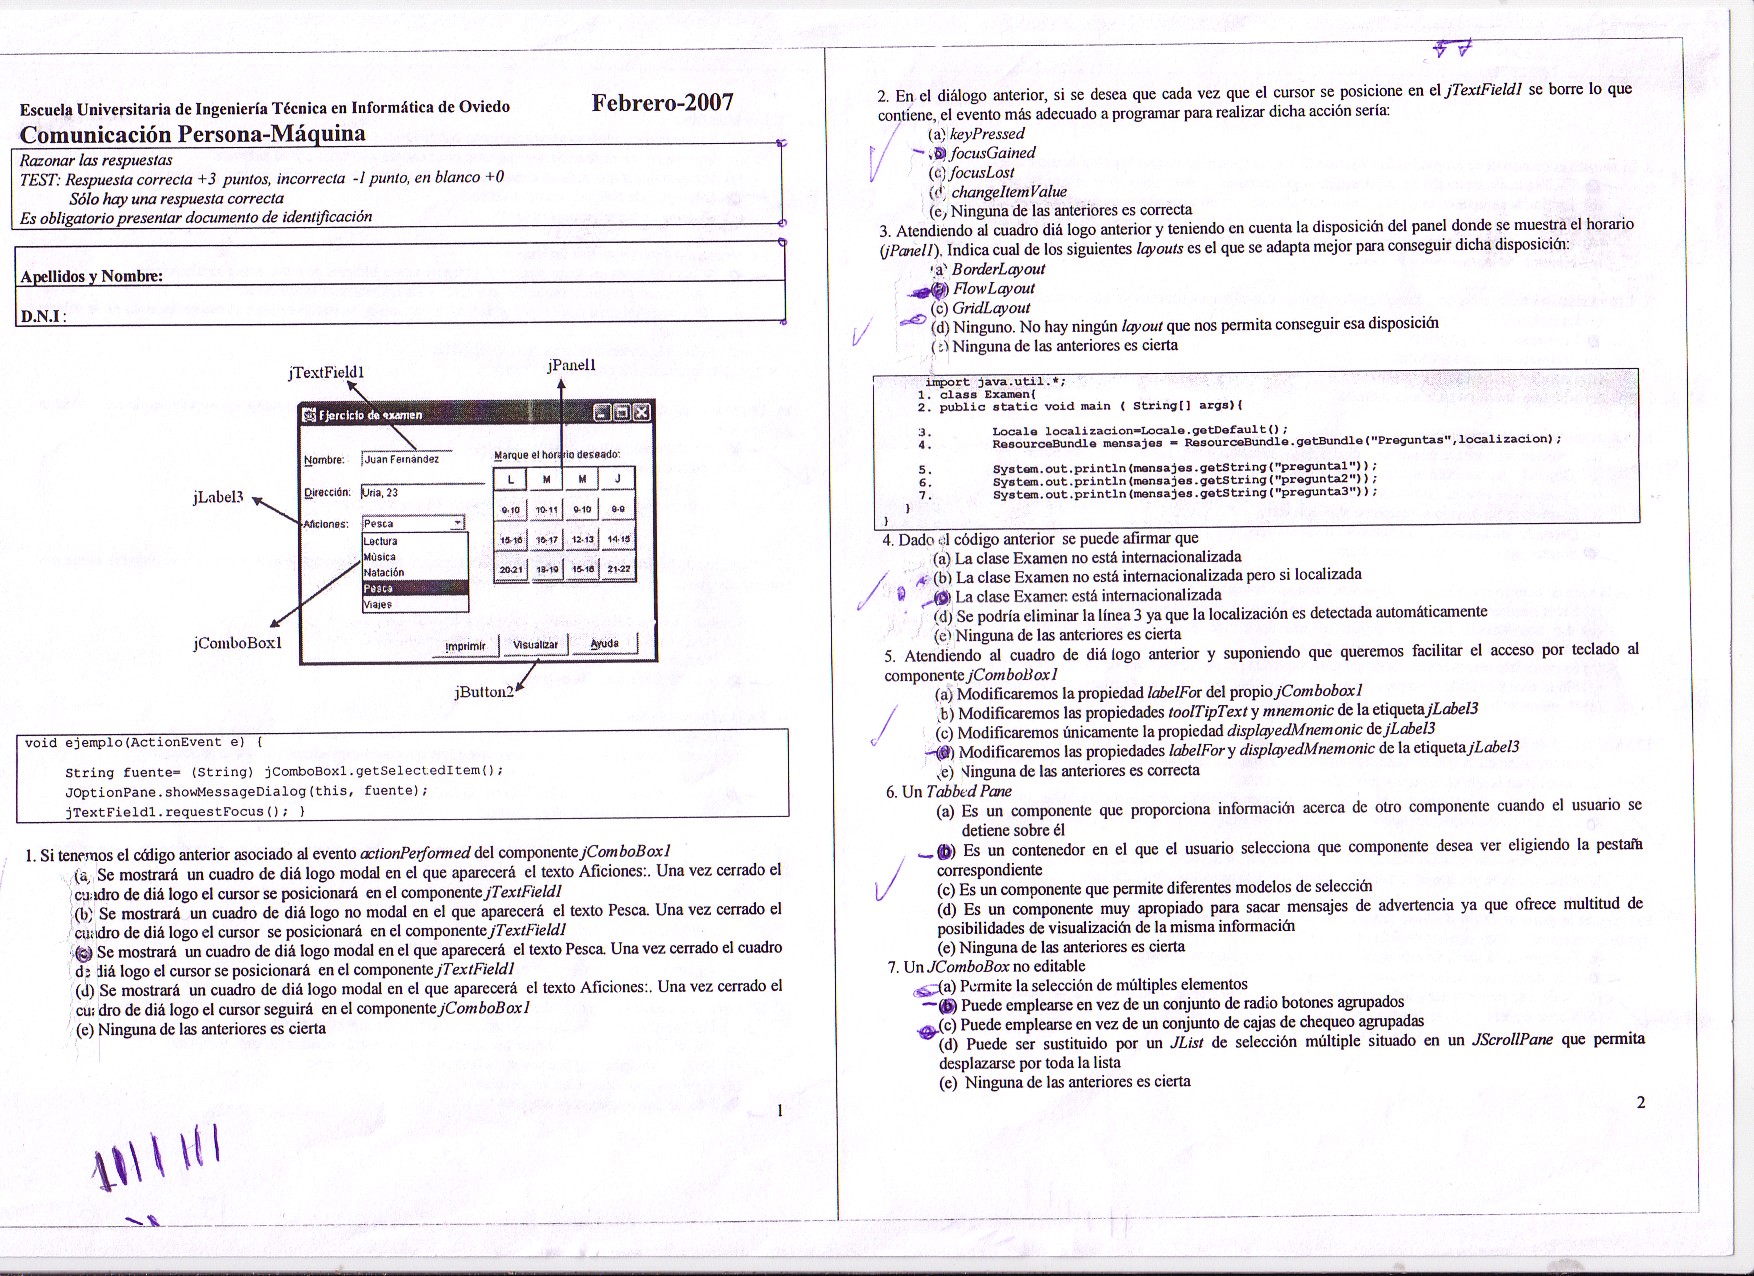 Escuela Universitaria de Ingeniería Técnica en Informática de Oviedo
Febrero-2007
Comunicación Persona-Máquina
Razonar las respuestas
TEST: Respuesta correcta +3 puntos, incorrecta -1 punto, en blanco +0
Sólo hay una respuesta correcta
Es obligatorio presentar documento de identificación
Apellidos y Nombre:
D.N.I :
jTextField1
jPanel1
Ejercicio de examen
Nombre: Juan Fernández
Marque el horario deseado:
L M M J
Dirección: Uria, 23
9-10 10-11 9-10 8-9
jLabel3
Aficiones: Pesca
Lectura
15-16 16-17 12-13 14-15
Música
Natación
20-21 18-19 15-16 21-22
Pesca
Viajes
jComboBox1
Imprimir Visualizar Ayuda
jButton2
void ejemplo(ActionEvent e) {
String fuente= (String) jComboBox1.getSelectedItem();
JOptionPane.showMessageDialog(this, fuente);
jTextField1.requestFocus(); }
1. Si tenemos el código anterior asociado al evento actionPerformed del componente jComboBox1
(a) Se mostrará un cuadro de diá logo modal en el que aparecerá el texto Aficiones:. Una vez cerrado el
cuadro de diá logo el cursor se posicionará en el componente jTextField1
(b) Se mostrará un cuadro de diá logo no modal en el que aparecerá el texto Pesca. Una vez cerrado el
cuadro de diá logo el cursor se posicionará en el componente jTextField1
(c) Se mostrará un cuadro de diá logo modal en el que aparecerá el texto Pesca. Una vez cerrado el cuadro
de diá logo el cursor se posicionará en el componente jTextField1
(d) Se mostrará un cuadro de diá logo modal en el que aparecerá el texto Aficiones:. Una vez cerrado el
cuadro de diá logo el cursor seguirá en el componente jComboBox1
(e) Ninguna de las anteriores es cierta
1
2. En el diálogo anterior, si se desea que cada vez que el cursor se posicione en el jTextField1 se borre lo que
contiene, el evento más adecuado a programar para realizar dicha acción sería:
(a) keyPressed
(b) focusGained
(c) focusLost
(d) changeItemValue
(e) Ninguna de las anteriores es correcta
3. Atendiendo al cuadro diá logo anterior y teniendo en cuenta la disposición del panel donde se muestra el horario
(jPanel1), Indica cual de los siguientes layouts es el que se adapta mejor para conseguir dicha disposición:
(a) BorderLayout
(b) FlowLayout
(c) GridLayout
(d) Ninguno. No hay ningún layout que nos permita conseguir esa disposición
(e) Ninguna de las anteriores es cierta
import java.util.*;
1. class Examen{
2. public static void main ( String[] args){
3. Locale localizacion=Locale.getDefault();
4. ResourceBundle mensajes = ResourceBundle.getBundle("Preguntas",localizacion);
5. System.out.println(mensajes.getString("pregunta1"));
6. System.out.println(mensajes.getString("pregunta2"));
7. System.out.println(mensajes.getString("pregunta3"));
}
}
4. Dado el código anterior se puede afirmar que
(a) La clase Examen no está internacionalizada
(b) La clase Examen no está internacionalizada pero si localizada
(c) La clase Examen está internacionalizada
(d) Se podría eliminar la línea 3 ya que la localización es detectada automáticamente
(e) Ninguna de las anteriores es cierta
5. Atendiendo al cuadro de diá logo anterior y suponiendo que queremos facilitar el acceso por teclado al
componente jComboBox1
(a) Modificaremos la propiedad labelFor del propio jCombobox1
(b) Modificaremos las propiedades toolTipText y mnemonic de la etiqueta jLabel3
(c) Modificaremos únicamente la propiedad displayedMnemonic de jLabel3
(d) Modificaremos las propiedades labelFor y displayedMnemonic de la etiqueta jLabel3
(e) Ninguna de las anteriores es correcta
6. Un Tabbed Pane
(a) Es un componente que proporciona información acerca de otro componente cuando el usuario se
detiene sobre él
(b) Es un contenedor en el que el usuario selecciona que componente desea ver eligiendo la pestaña
correspondiente
(c) Es un componente que permite diferentes modelos de selección
(d) Es un componente muy apropiado para sacar mensajes de advertencia ya que ofrece multitud de
posibilidades de visualización de la misma información
(e) Ninguna de las anteriores es cierta
7. Un JComboBox no editable
(a) Permite la selección de múltiples elementos
(b) Puede emplearse en vez de un conjunto de radio botones agrupados
(c) Puede emplearse en vez de un conjunto de cajas de chequeo agrupadas
(d) Puede ser sustituido por un JList de selección múltiple situado en un JScrollPane que permita
desplazarse por toda la lista
(e) Ninguna de las anteriores es cierta
2